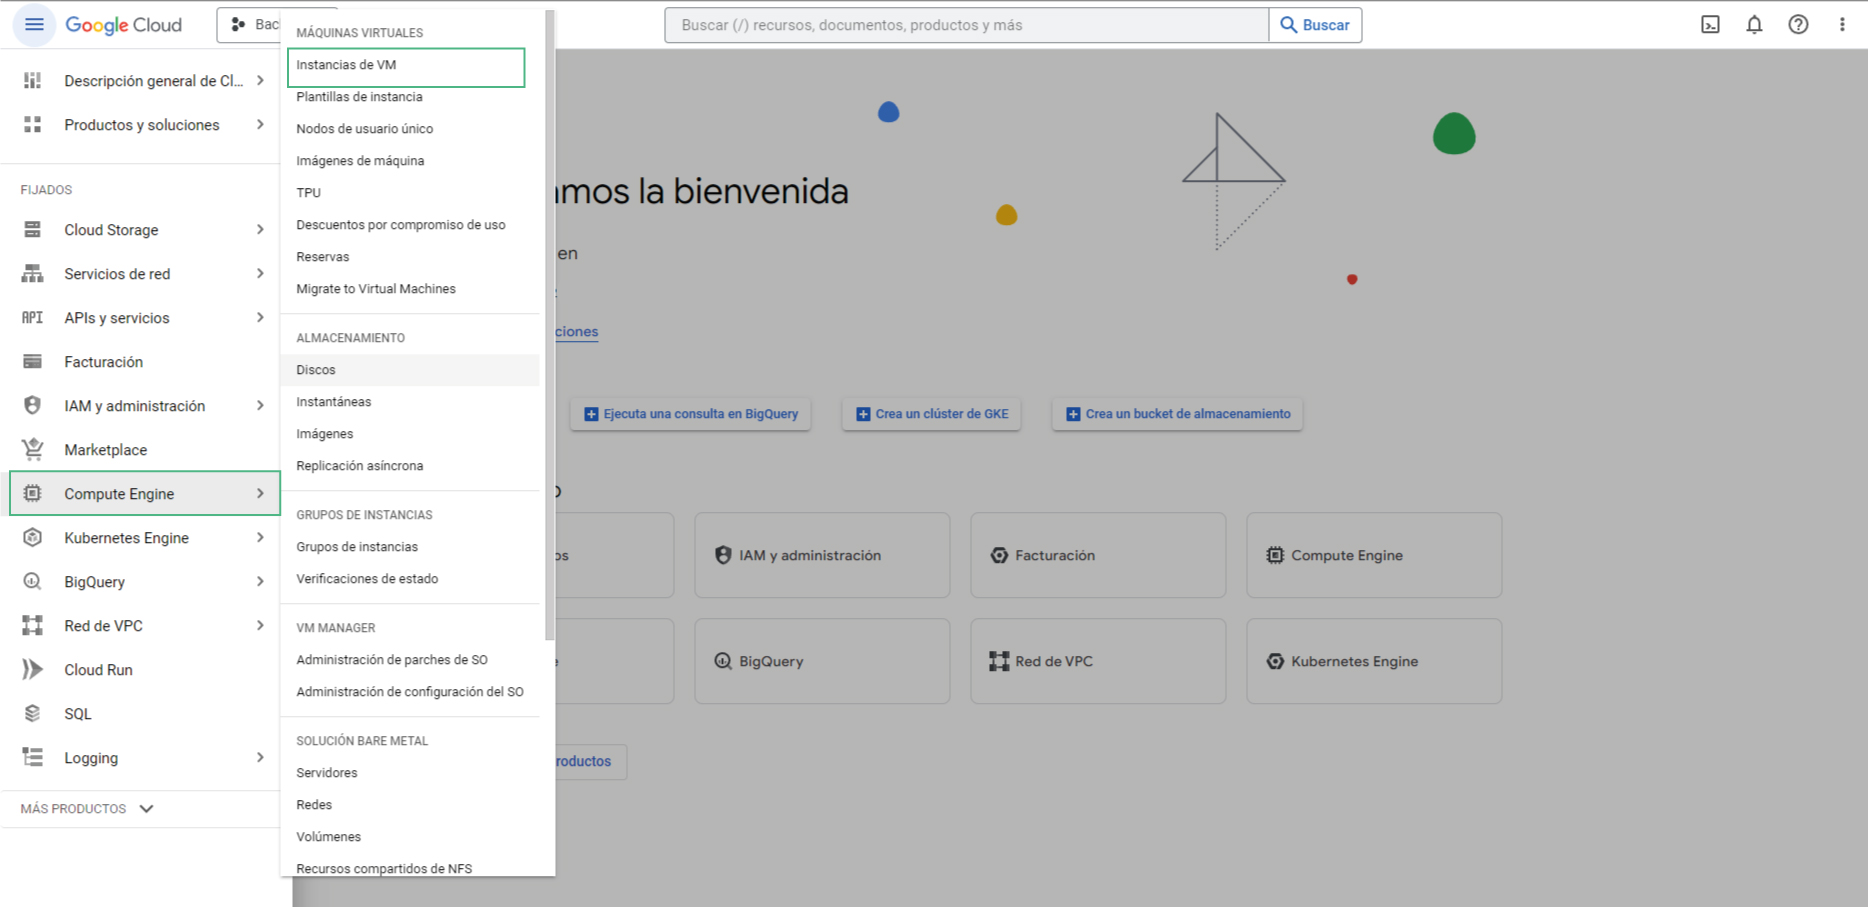 Google Cloud
Buscar (/) recursos, documentos, productos y más
Buscar
Descripción general de Cl...
Productos y soluciones
FIJADOS
Cloud Storage
Servicios de red
API
APIs y servicios
Facturación
IAM y administración
Marketplace
Compute Engine
Kubernetes Engine
BigQuery
Red de VPC
Cloud Run
SQL
Logging
MÁS PRODUCTOS
MÁQUINAS VIRTUALES
Instancias de VM
Plantillas de instancia
Nodos de usuario único
Imágenes de máquina
TPU
Descuentos por compromiso de uso
Reservas
Migrate to Virtual Machines
ALMACENAMIENTO
Discos
Instantáneas
Imágenes
Replicación asíncrona
GRUPOS DE INSTANCIAS
Grupos de instancias
Verificaciones de estado
VM MANAGER
Administración de parches de SO
Administración de configuración del SO
SOLUCIÓN BARE METAL
Servidores
Redes
Volúmenes
Recursos compartidos de NFS
la bienvenida
en
Ejecuta una consulta en BigQuery
Crea un clúster de GKE
Crea un bucket de almacenamiento
IAM y administración
Facturación
Compute Engine
BigQuery
Red de VPC
Kubernetes Engine